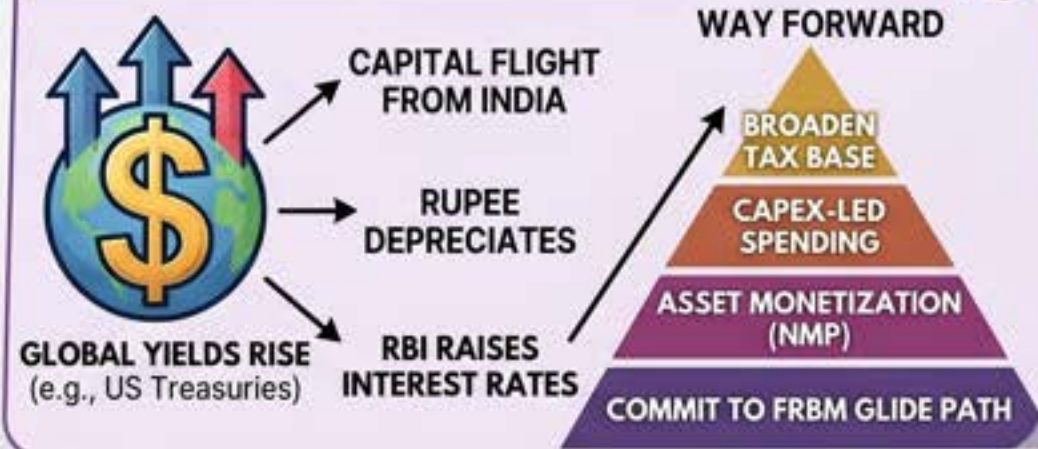 CAPITAL FLIGHT
FROM INDIA
RUPEE
DEPRECIATES
GLOBAL YIELDS RISE
(e.g., US Treasuries)
RBI RAISES
INTEREST RATES
WAY FORWARD
BROADEN
TAX BASE
CAPEX-LED
SPENDING
ASSET MONETIZATION
(NMP)
COMMIT TO FRBM GLIDE PATH
$